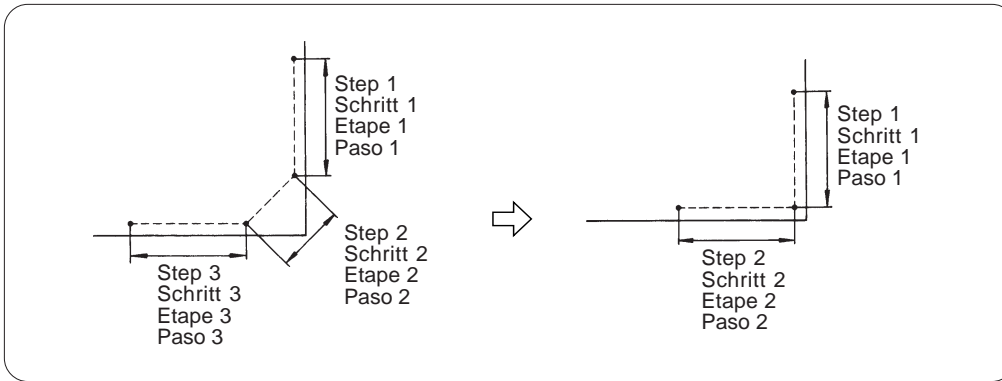 Step 1
Schritt 1
Etape 1
Paso 1
Step 2
Schritt 2
Etape 2
Paso 2
Step 3
Schritt 3
Etape 3
Paso 3
Step 1
Schritt 1
Etape 1
Paso 1
Step 2
Schritt 2
Etape 2
Paso 2